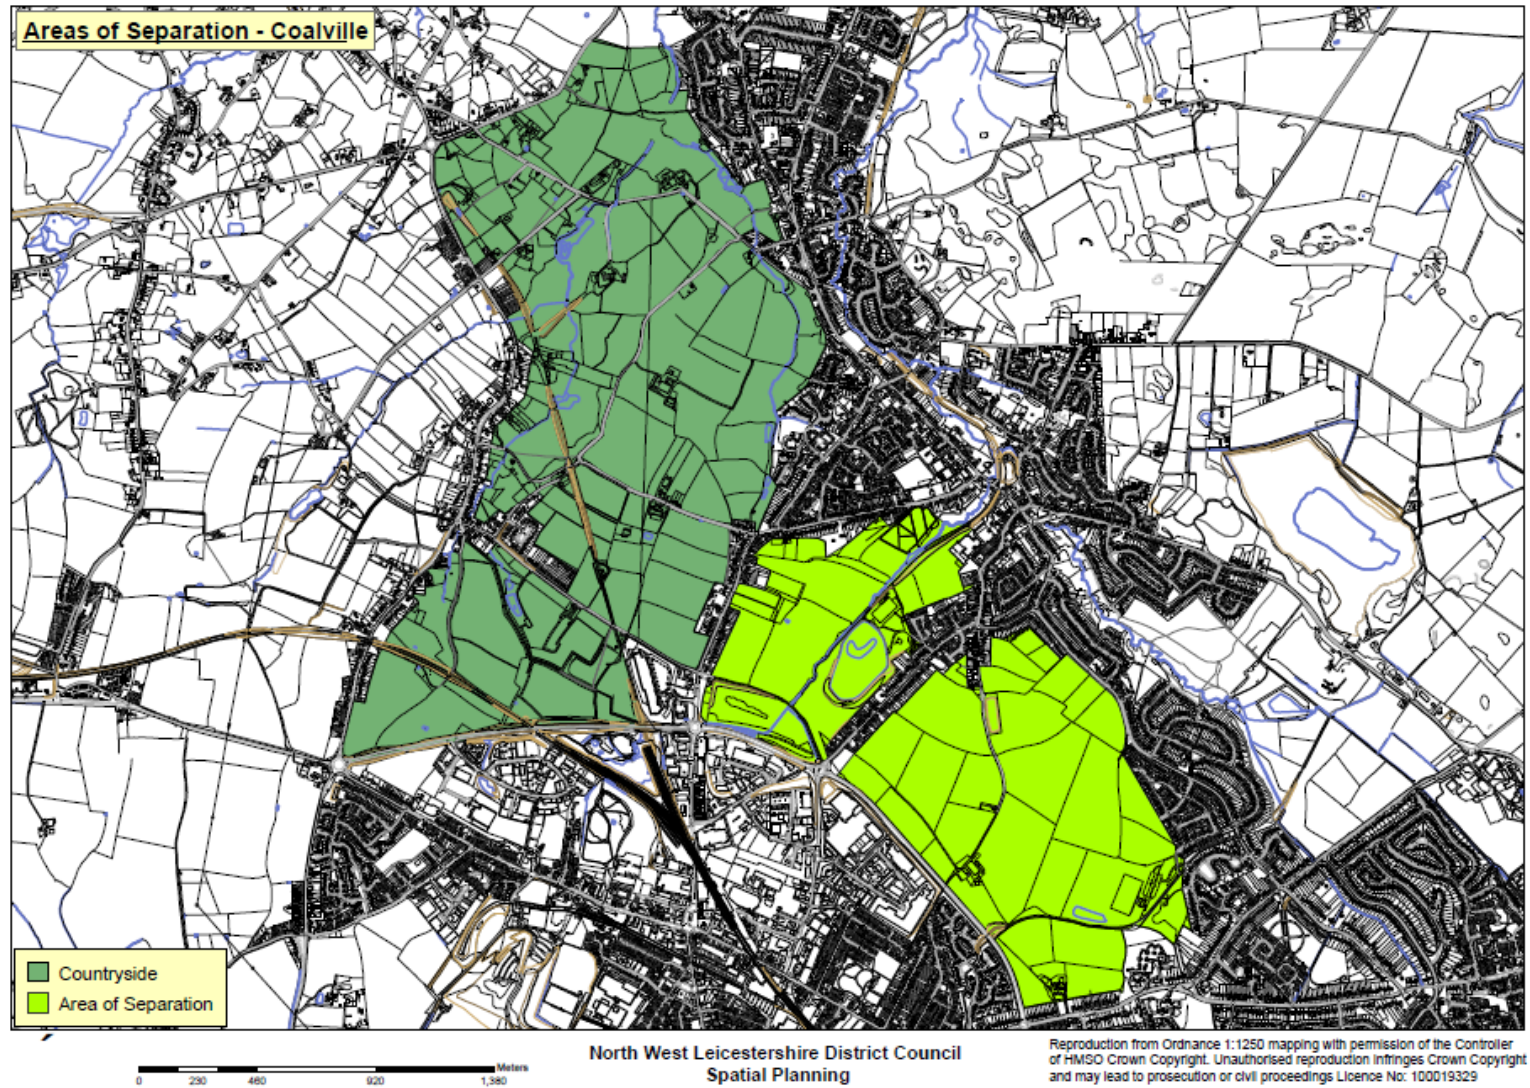 Areas of Separation - Coalville
Countryside
Area of Separation
Meters
0 230 460 920 1,380
North West Leicestershire District Council
Spatial Planning
Reproduction from Ordnance 1:1250 mapping with permission of the Controller
of HMSO Crown Copyright. Unauthorised reproduction infringes Crown Copyright
and may lead to prosecution or civil proceedings Licence No: 100019329